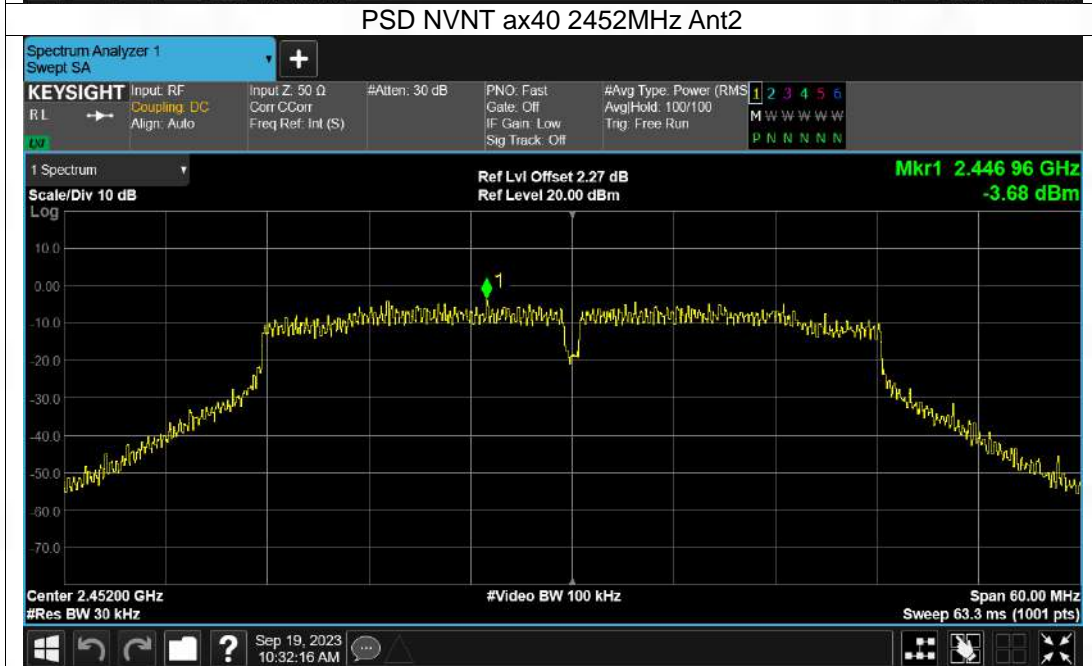 PSD NVNT ax40 2452MHz Ant2
Spectrum Analyzer 1
Swept SA
+
KEYSIGHT Input: RF Input Z: 50 Ω #Atten: 30 dB PNO: Fast #Avg Type: Power (RMS 1 2 3 4 5 6
RL Coupling: DC Corr CCorr Gate: Off Avg|Hold: 100/100 M W W W W W
Align: Auto Freq Ref: Int (S) IF Gain: Low Trig: Free Run
LXI Sig Track: Off P N N N N N
1 Spectrum Ref Lvl Offset 2.27 dB Mkr1 2.446 96 GHz
Scale/Div 10 dB Ref Level 20.00 dBm -3.68 dBm
Log
10.0
0.00
1
-10.0
-20.0
-30.0
-40.0
-50.0
-60.0
-70.0
Center 2.45200 GHz #Video BW 100 kHz Span 60.00 MHz
#Res BW 30 kHz Sweep 63.3 ms (1001 pts)
? Sep 19, 2023
10:32:16 AM